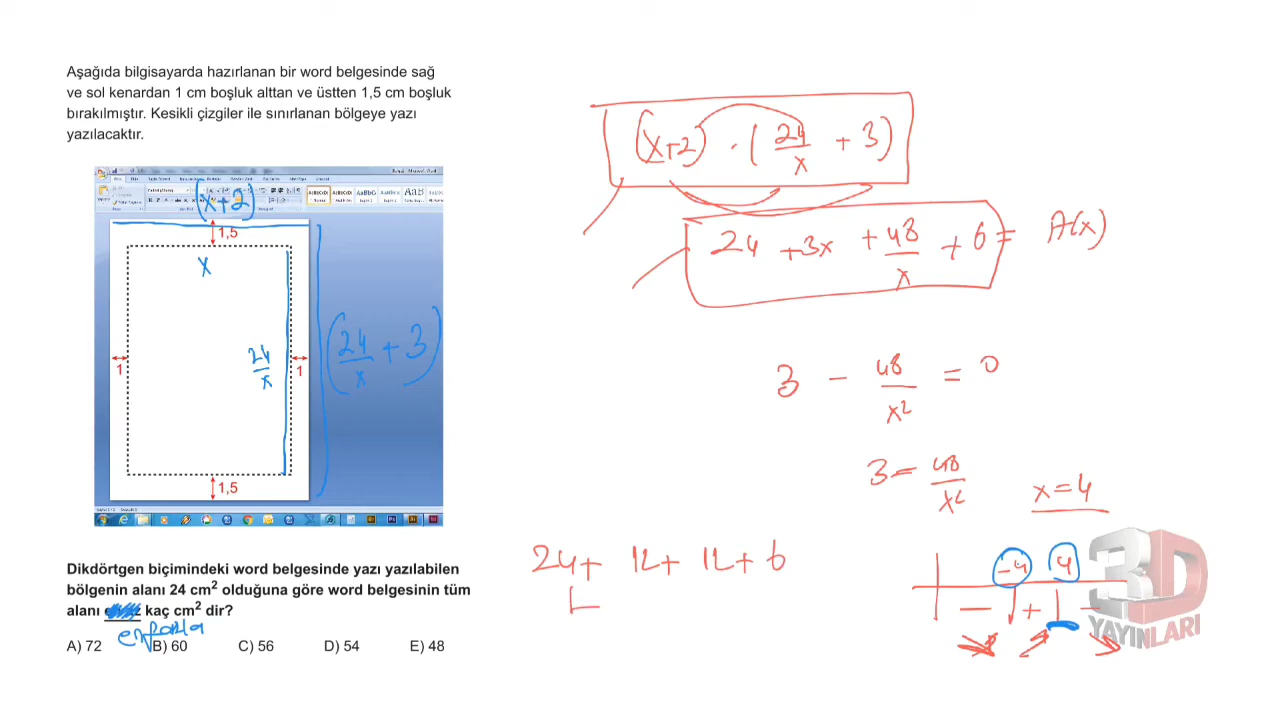 Aşağıda bilgisayarda hazırlanan bir word belgesinde sağ
ve sol kenardan 1 cm boşluk alttan ve üstten 1,5 cm boşluk
bırakılmıştır. Kesikli çizgiler ile sınırlanan bölgeye yazı
yazılacaktır.
(x+2)
1,5
x
24/x
1
1
(24/x + 3)
1,5
Dikdörtgen biçimindeki word belgesinde yazı yazılabilen
bölgenin alanı 24 cm² olduğuna göre word belgesinin tüm
alanı kaç cm² dir?
en fazla
A) 72 B) 60 C) 56 D) 54 E) 48
(x+2) · (24/x + 3)
24 + 3x + 48/x + 6 = A(x)
3 - 48/x² = 0
3 = 48/x²
x = 4
24 + 12 + 12 + 6
-4 4
- + -
3D
YAYINLARI